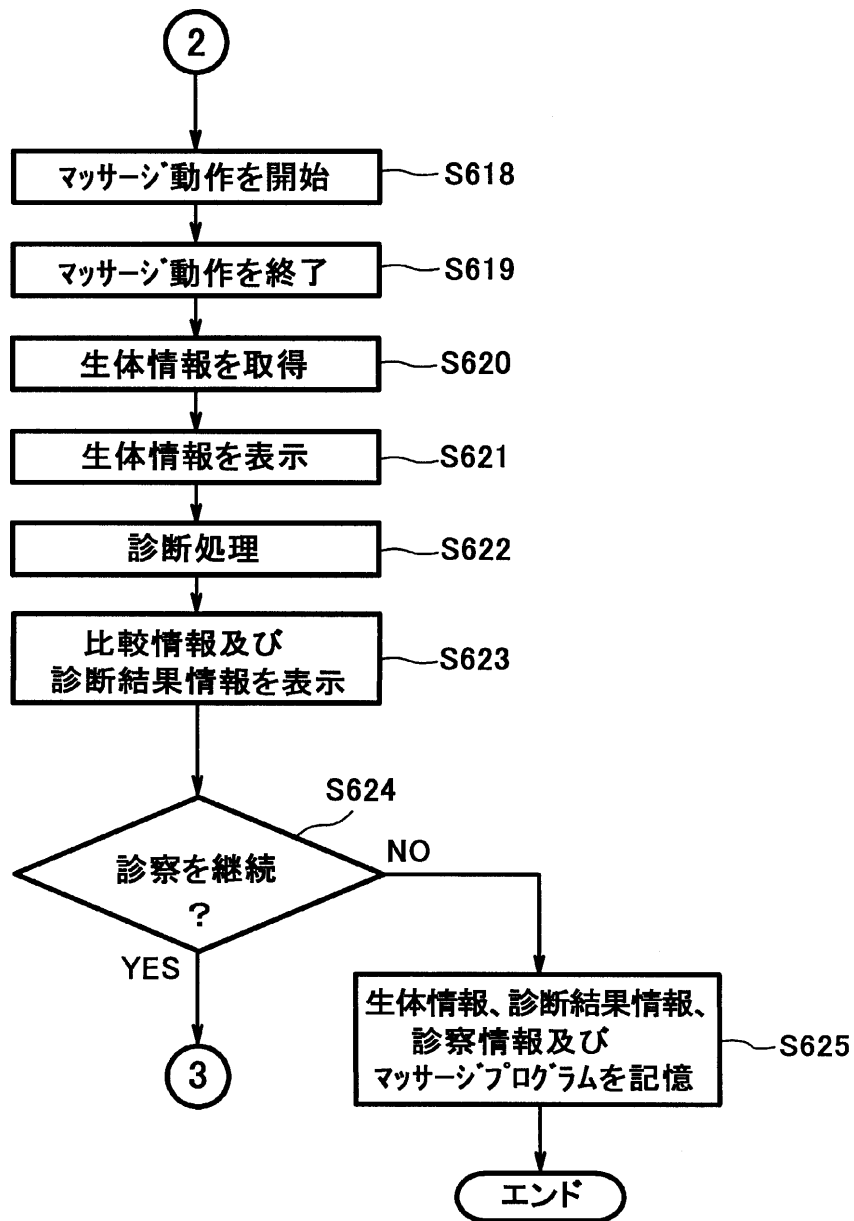 2
マッサージ動作を開始
S618
マッサージ動作を終了
S619
生体情報を取得
S620
生体情報を表示
S621
診断処理
S622
比較情報及び
診断結果情報を表示
S623
S624
診察を継続
?
NO
YES
生体情報、診断結果情報、
診察情報及び
マッサージプログラムを記憶
S625
3
エンド